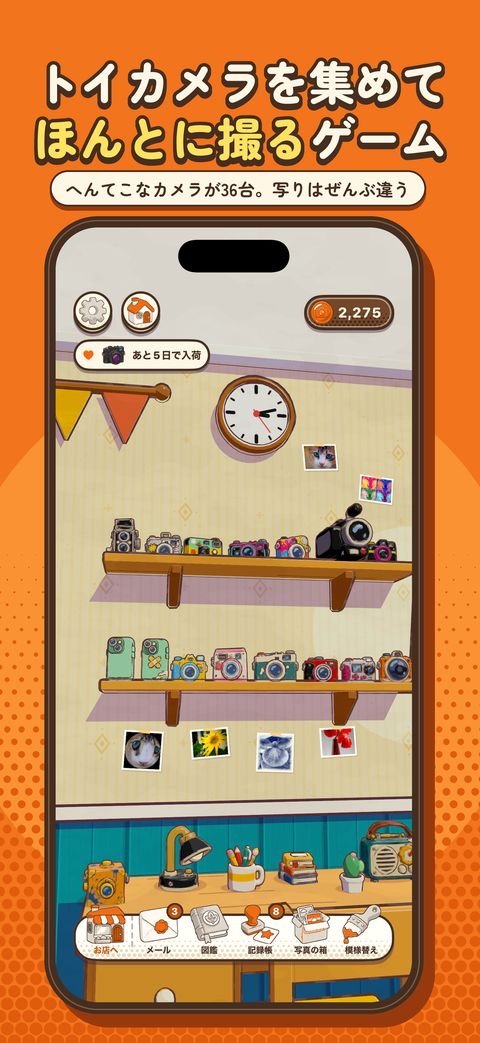 トイカメラを集めて
ほんとに撮るゲーム
へんてこなカメラが36台。写りはぜんぶ違う
2,275
あと5日で入荷
3
8
お店へ
メール
図鑑
記録帳
写真の箱
模様替え